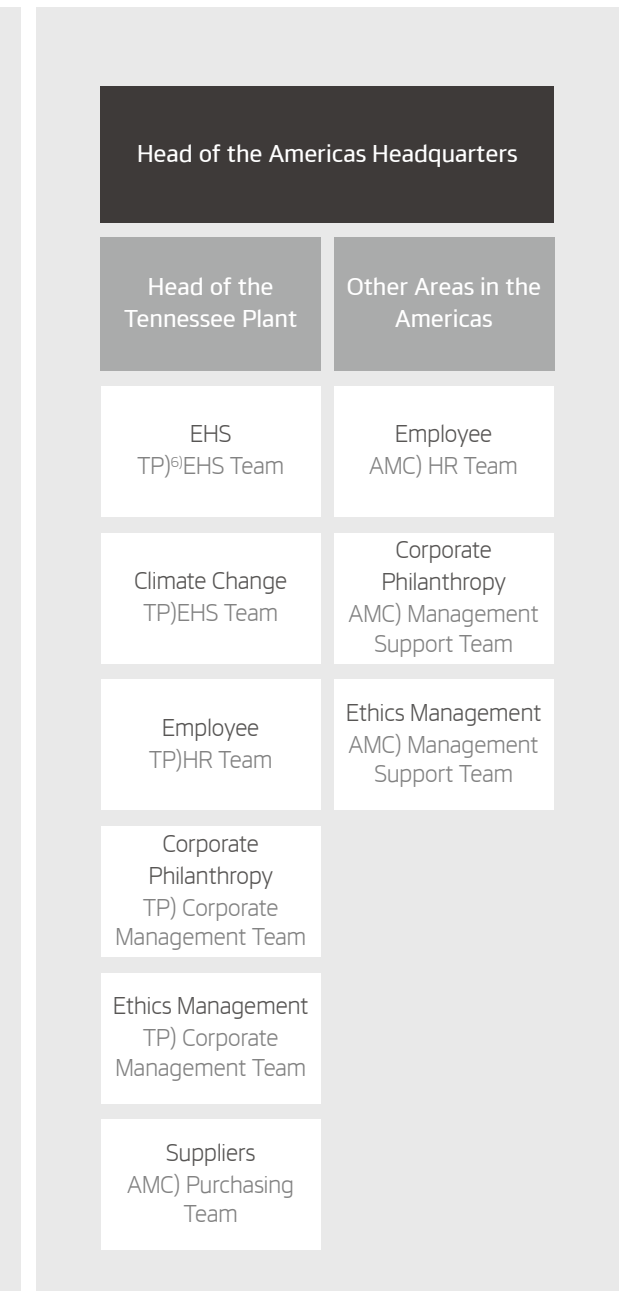 Head of the Americas Headquarters
Head of the
Tennessee Plant
Other Areas in the
Americas
EHS
TP)⁶⁾EHS Team
Employee
AMC) HR Team
Climate Change
TP)EHS Team
Corporate
Philanthropy
AMC) Management
Support Team
Employee
TP)HR Team
Ethics Management
AMC) Management
Support Team
Corporate
Philanthropy
TP) Corporate
Management Team
Ethics Management
TP) Corporate
Management Team
Suppliers
AMC) Purchasing
Team